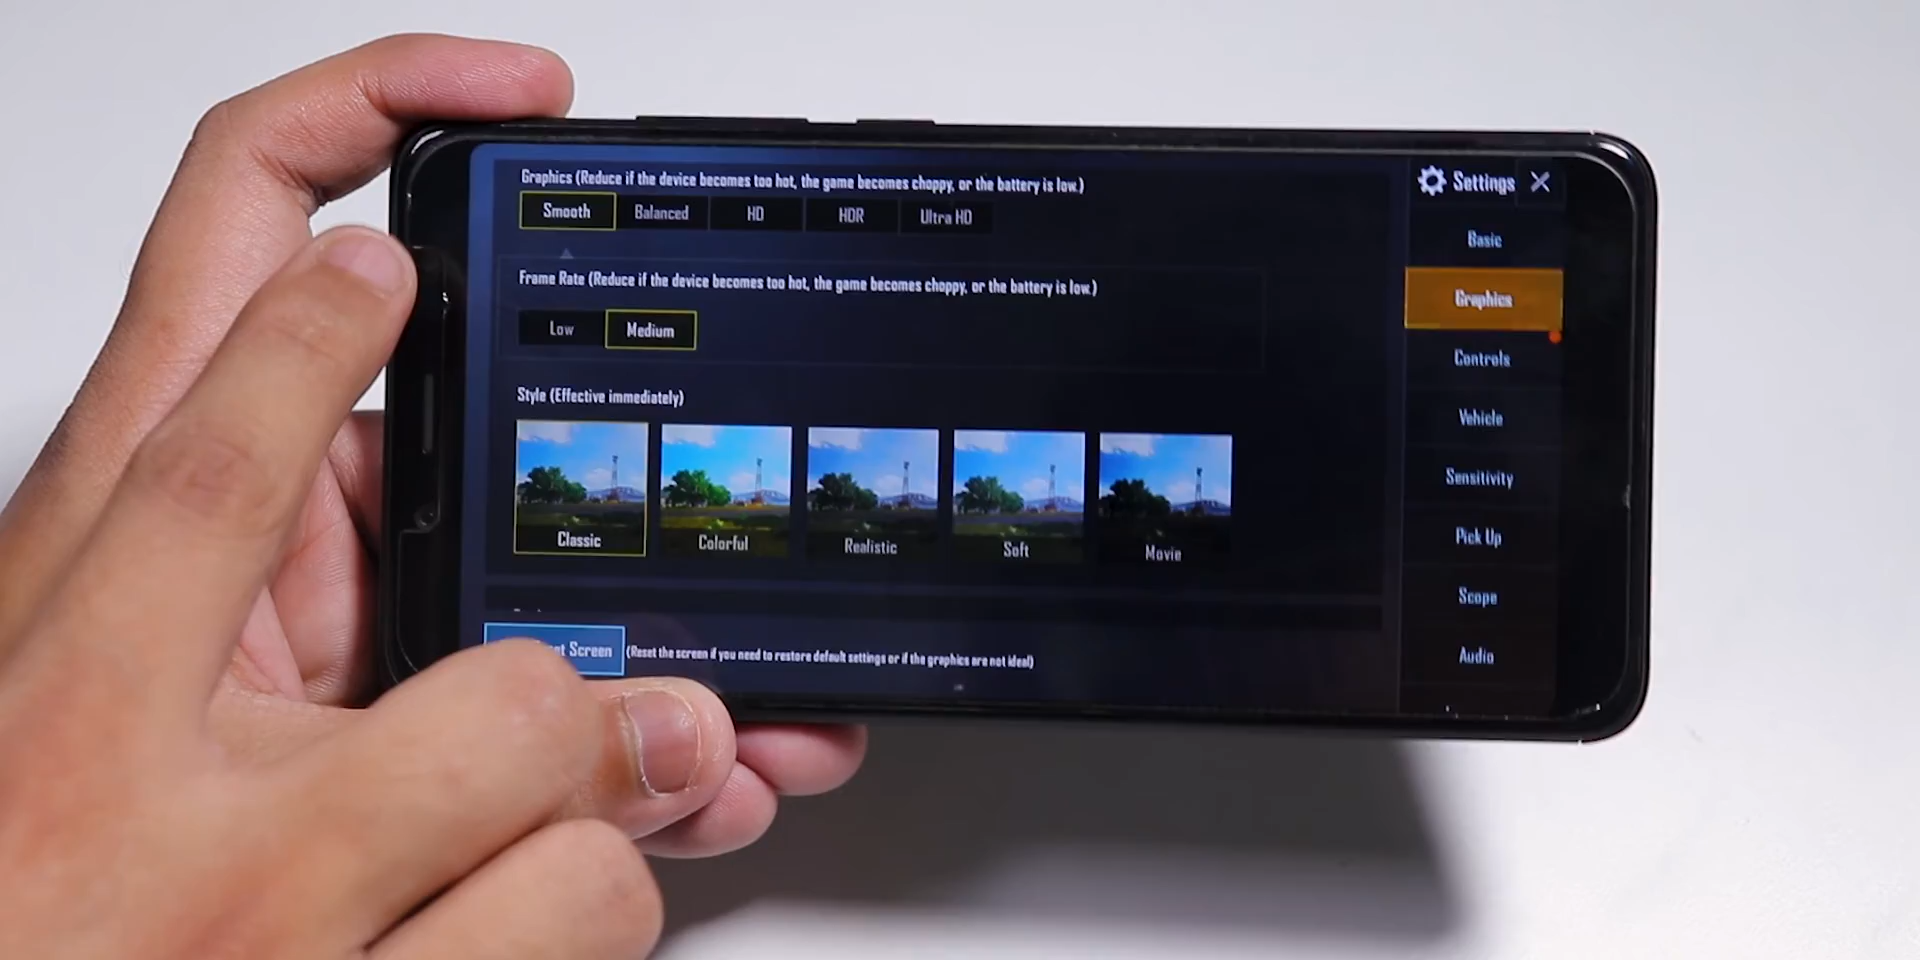 Graphics (Reduce if the device becomes too hot, the game becomes choppy, or the battery is low.)
Smooth Balanced HD HDR Ultra HD
Frame Rate (Reduce if the device becomes too hot, the game becomes choppy, or the battery is low.)
Low Medium
Style (Effective immediately)
Classic Colorful Realistic Soft Movie
Screen (Reset the screen if you need to restore default settings or if the graphics are not ideal)
Settings
Basic
Graphics
Controls
Vehicle
Sensitivity
Pick Up
Scope
Audio